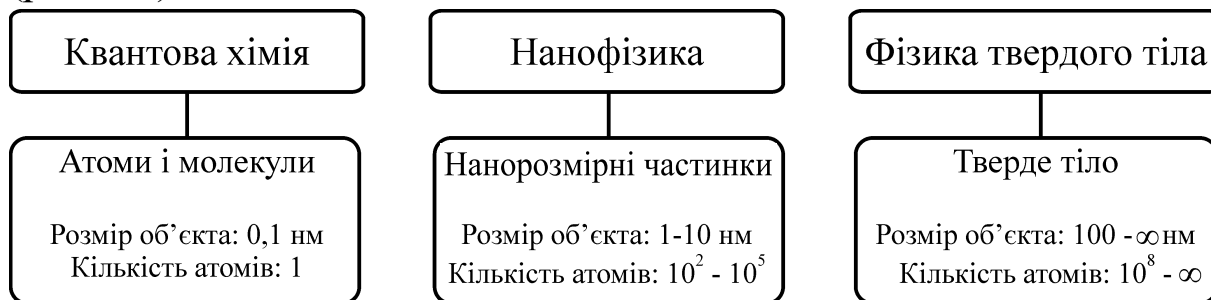 Квантова хімія
Атоми і молекули
Розмір об’єкта: 0,1 нм
Кількість атомів: 1
Нанофізика
Нанорозмірні частинки
Розмір об’єкта: 1-10 нм
Кількість атомів: 10² - 10⁵
Фізика твердого тіла
Тверде тіло
Розмір об’єкта: 100 -∞нм
Кількість атомів: 10⁸ - ∞